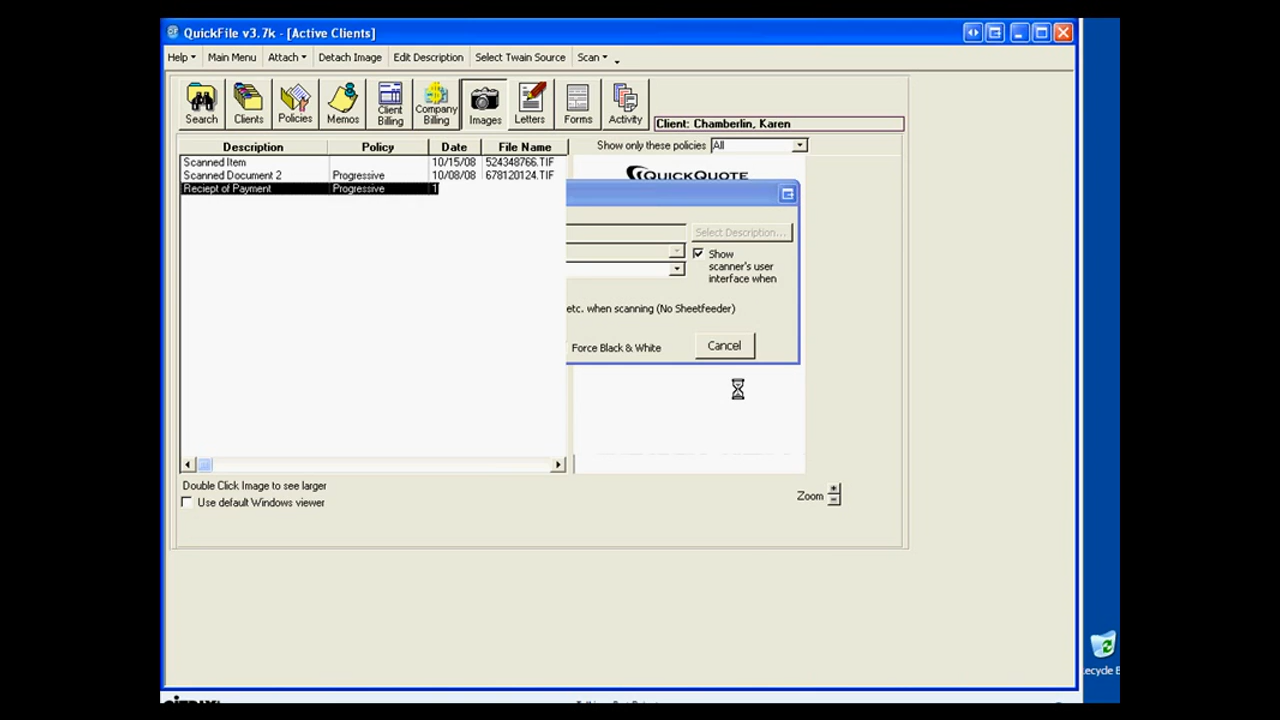 QuickFile v3.7k - [Active Clients]
Help Main Menu Attach Detach Image Edit Description Select Twain Source Scan
Search Clients Policies Memos Client Billing Company Billing Images Letters Forms Activity
Client: Chamberlin, Karen
Description Policy Date File Name
Show only these policies All
Scanned Item 10/15/08 524348766.TIF
Scanned Document 2 Progressive 10/08/08 678120124.TIF
Reciept of Payment Progressive 1
QUICKQUOTE
Select Description...
Show
scanner's user
interface when
etc. when scanning (No Sheetfeeder)
Force Black & White
Cancel
Double Click Image to see larger
Use default Windows viewer
Zoom
CITRIX